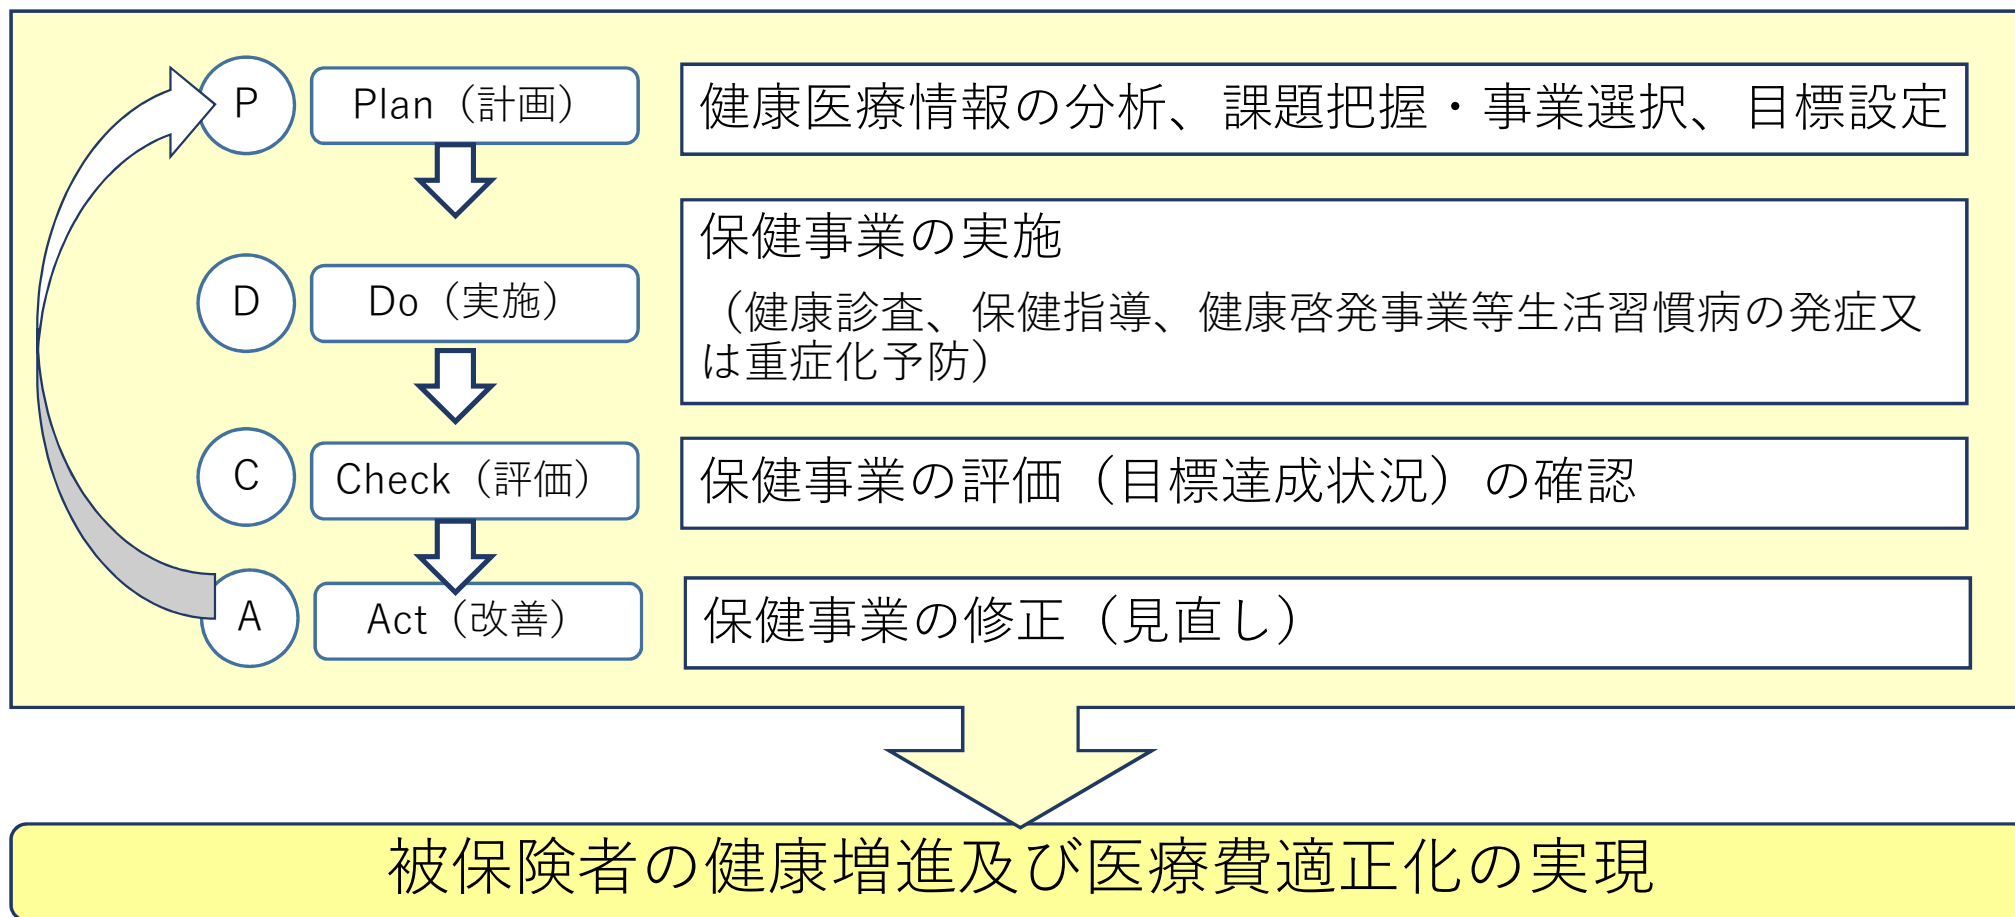 P
Plan（計画）
健康医療情報の分析、課題把握・事業選択、目標設定
D
Do（実施）
保健事業の実施
（健康診査、保健指導、健康啓発事業等生活習慣病の発症又
は重症化予防）
C
Check（評価）
保健事業の評価（目標達成状況）の確認
A
Act（改善）
保健事業の修正（見直し）
被保険者の健康増進及び医療費適正化の実現